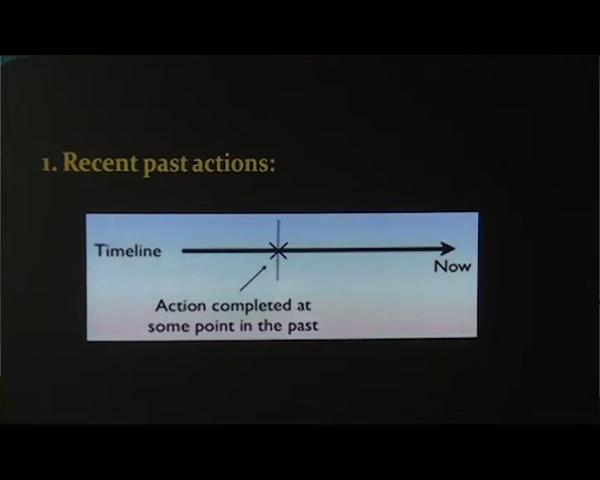 1. Recent past actions:
Timeline
Now
Action completed at
some point in the past